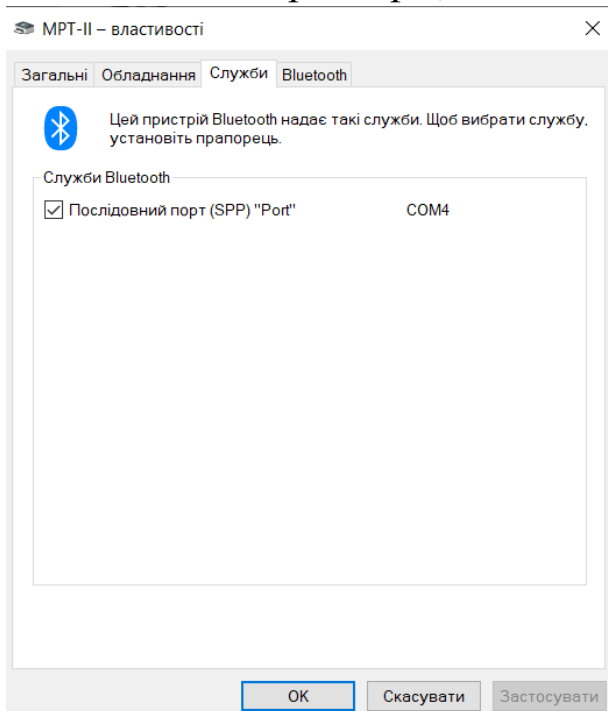 MPT-II – властивості
Загальні Обладнання Служби Bluetooth
Цей пристрій Bluetooth надає такі служби. Щоб вибрати службу,
установіть прапорець.
Служби Bluetooth
Послідовний порт (SPP) "Port" COM4
OK Скасувати Застосувати